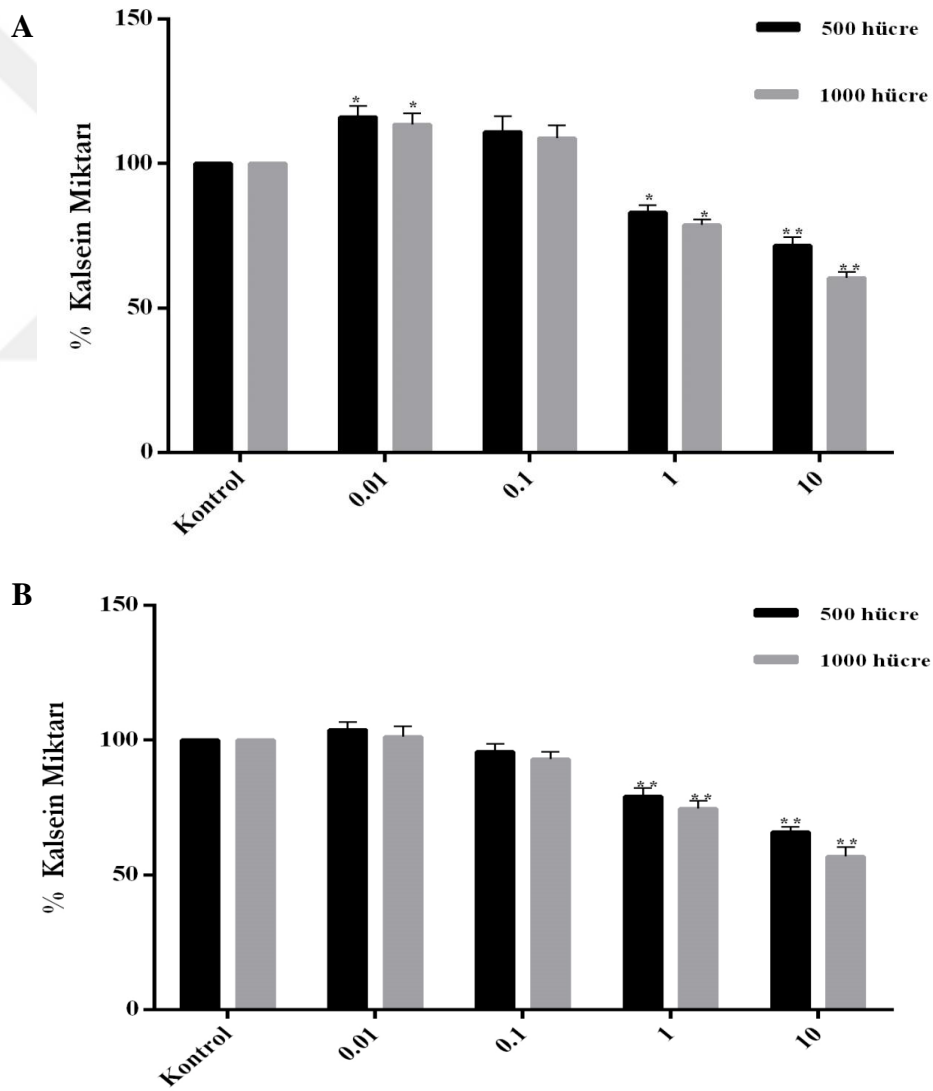 A
150
500 hücre
1000 hücre
* *
% Kalsein Miktarı
100
* *
** **
50
0
Kontrol 0.01 0.1 1 10
B
150
500 hücre
1000 hücre
% Kalsein Miktarı
100
** **
** **
50
0
Kontrol 0.01 0.1 1 10